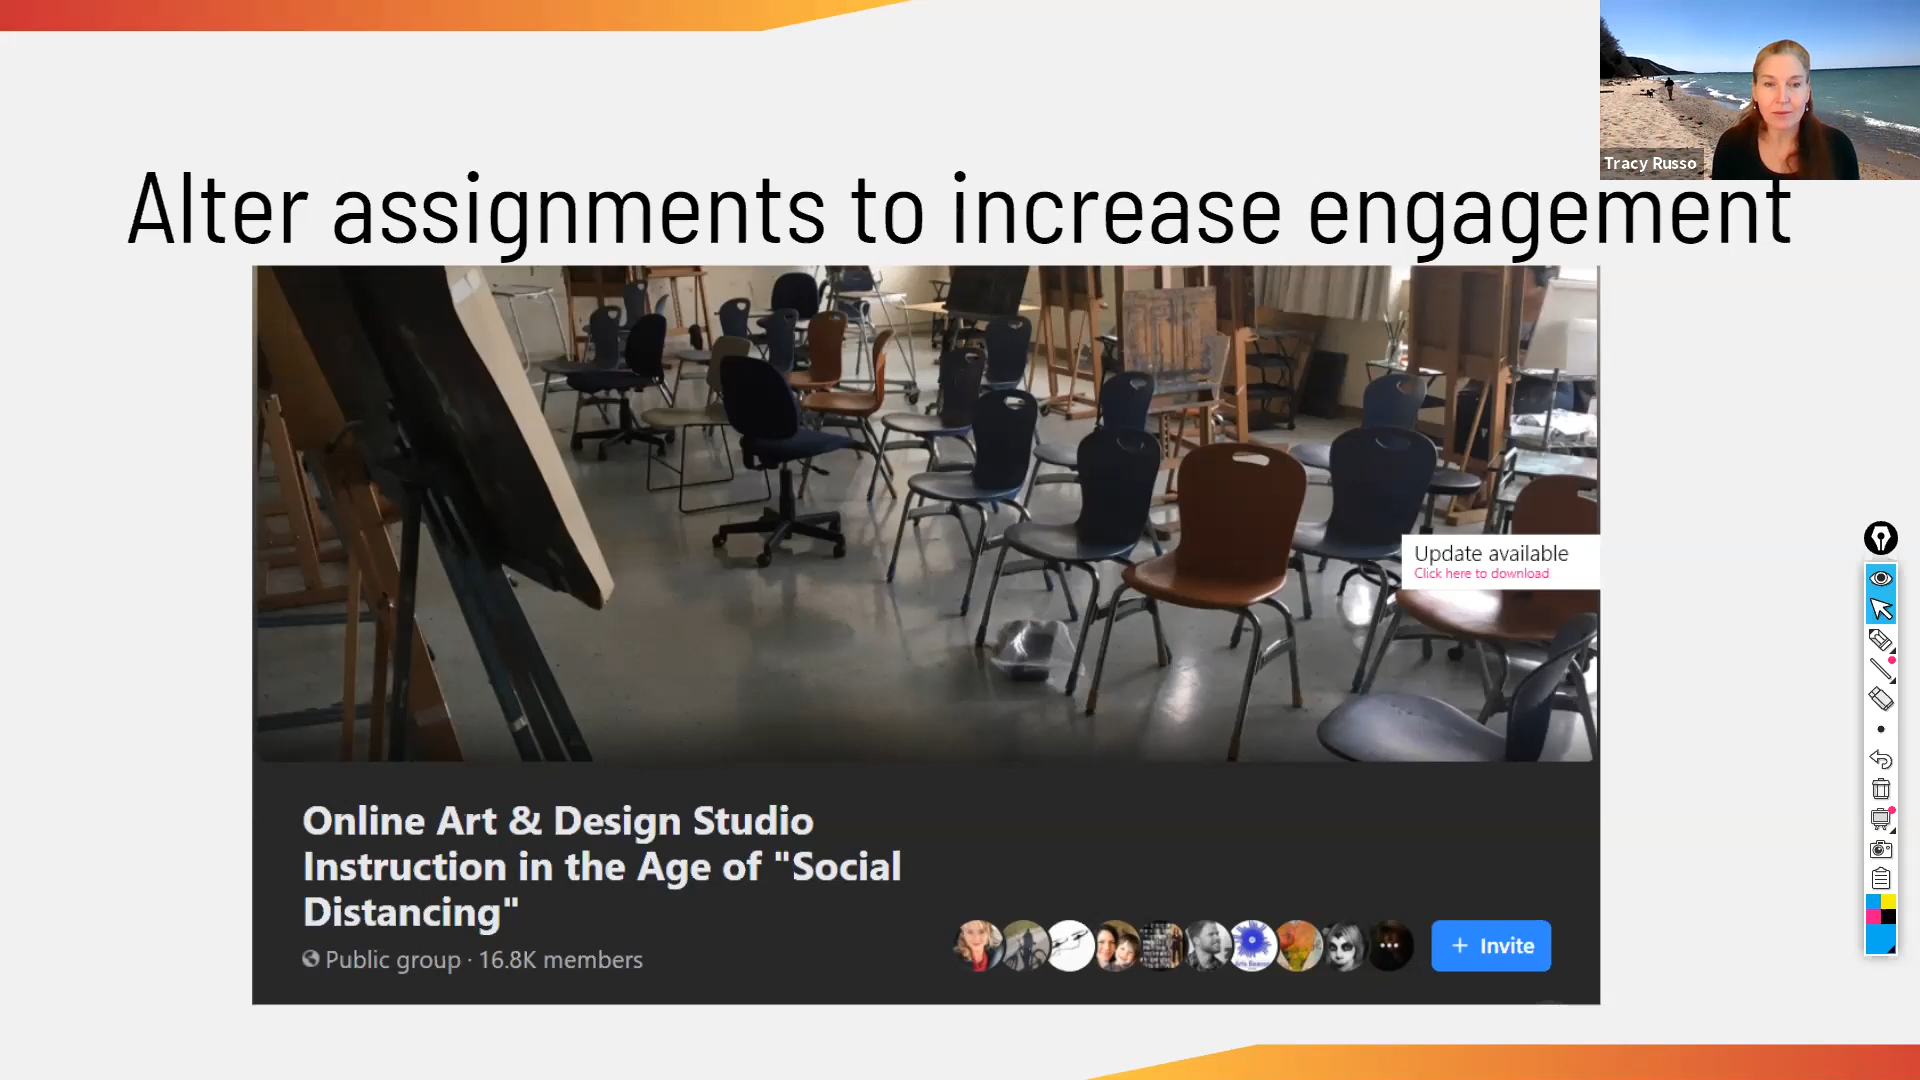 Tracy Russo
Alter assignments to increase engagement
Update available
Click here to download
Online Art & Design Studio
Instruction in the Age of "Social
Distancing"
Public group · 16.8K members
+ Invite